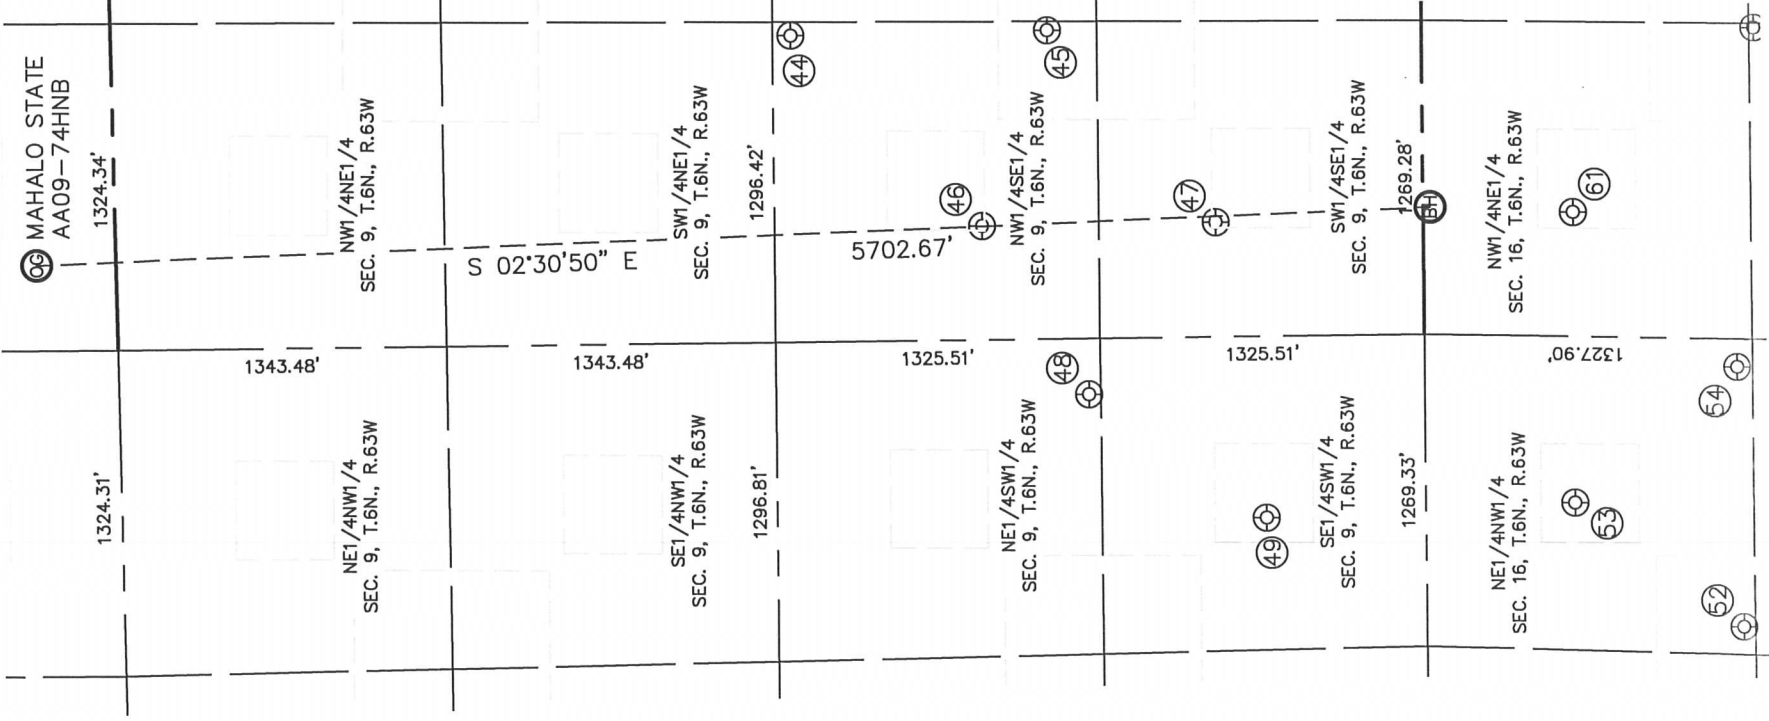 OG MAHALO STATE
AA09-74HNB
1324.34'
NW1/4NE1/4
SEC. 9, T.6N., R.63W
SW1/4NE1/4
SEC. 9, T.6N., R.63W
1296.42'
44
45
46
NW1/4SE1/4
SEC. 9, T.6N., R.63W
47
SW1/4SE1/4
SEC. 9, T.6N., R.63W
1269.28'
BH
NW1/4NE1/4
SEC. 16, T.6N., R.63W
61
S 02°30'50" E
5702.67'
1343.48'
1343.48'
1325.51'
48
1325.51'
1327.90'
54
1324.31'
NE1/4NW1/4
SEC. 9, T.6N., R.63W
SE1/4NW1/4
SEC. 9, T.6N., R.63W
1296.81'
NE1/4SW1/4
SEC. 9, T.6N., R.63W
49
SE1/4SW1/4
SEC. 9, T.6N., R.63W
1269.33'
NE1/4NW1/4
SEC. 16, T.6N., R.63W
53
52